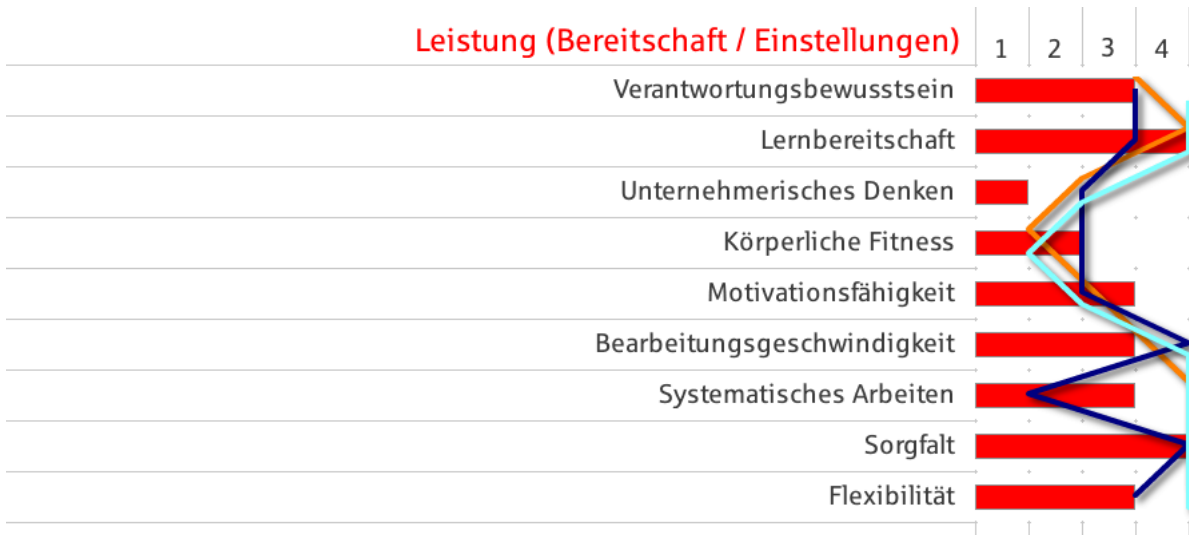 Leistung (Bereitschaft / Einstellungen) 1 2 3 4
Verantwortungsbewusstsein
Lernbereitschaft
Unternehmerisches Denken
Körperliche Fitness
Motivationsfähigkeit
Bearbeitungsgeschwindigkeit
Systematisches Arbeiten
Sorgfalt
Flexibilität